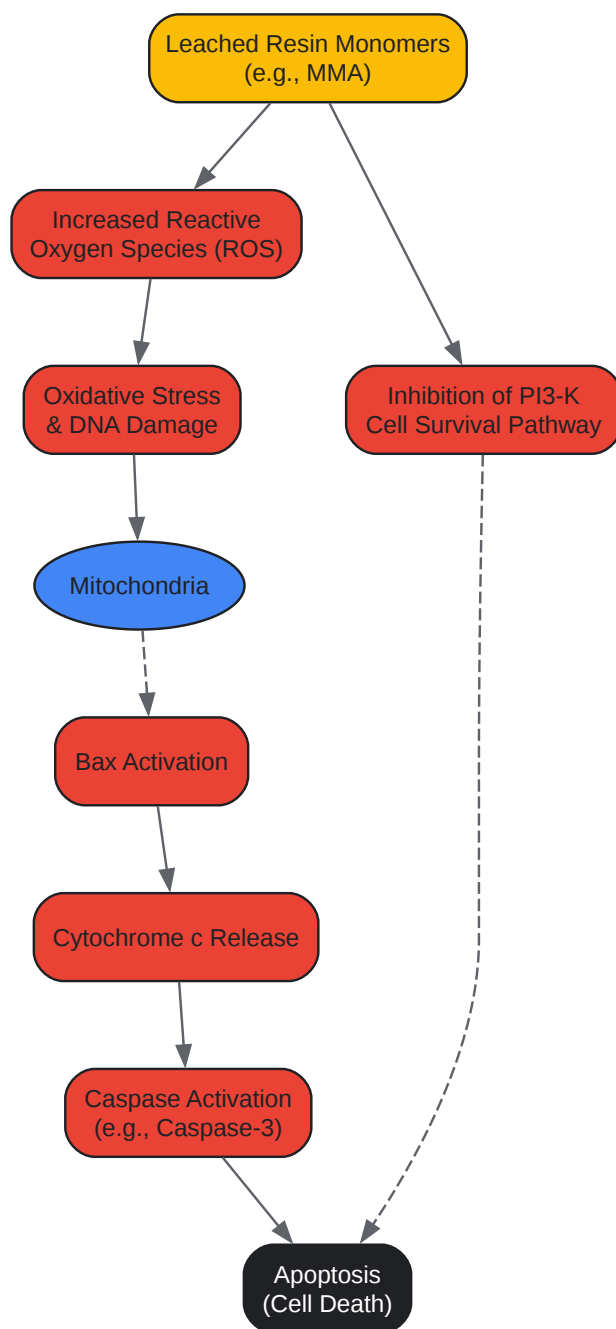 Leached Resin Monomers
(e.g., MMA)
Increased Reactive
Oxygen Species (ROS)
Oxidative Stress
& DNA Damage
Inhibition of PI3-K
Cell Survival Pathway
Mitochondria
Bax Activation
Cytochrome c Release
Caspase Activation
(e.g., Caspase-3)
Apoptosis
(Cell Death)